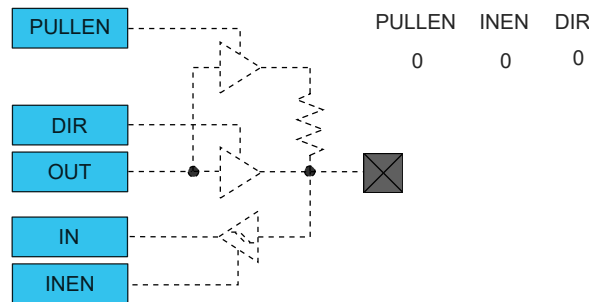 PULLEN
PULLEN INEN DIR
0 0 0
DIR
OUT
IN
INEN